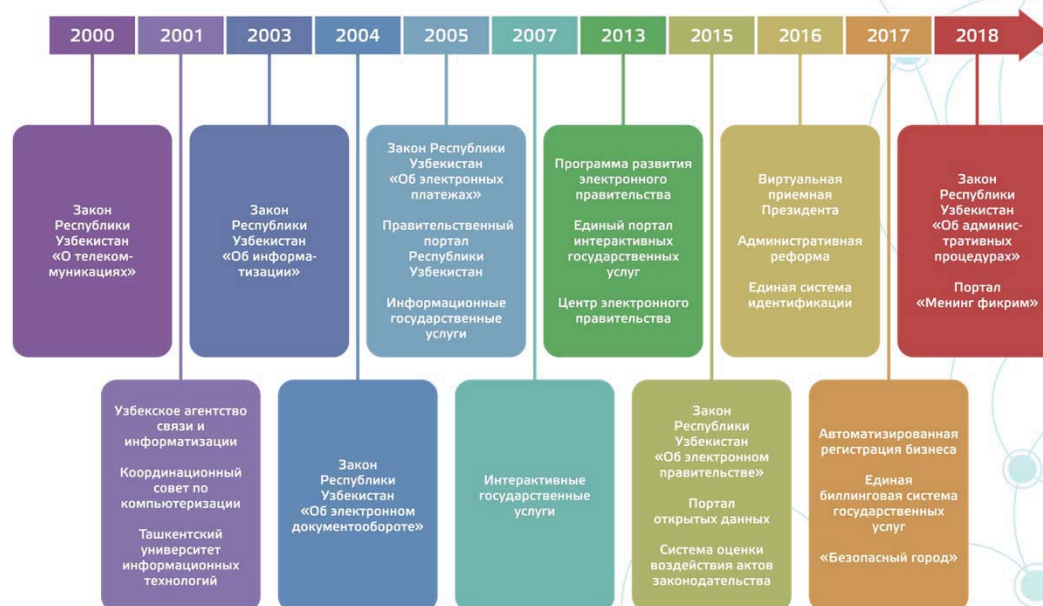 2000
2001
2003
2004
2005
2007
2013
2015
2016
2017
2018
Закон
Республики
Узбекистан
«О телеком-
муникациях»
Закон
Республики
Узбекистан
«Об информа-
тизации»
Закон Республики
Узбекистан
«Об электронных
платежах»
Правительственный
портал
Республики
Узбекистан
Информационные
государственные
услуги
Программа развития
электронного
правительства
Единый портал
интерактивных
государственных
услуг
Центр электронного
правительства
Виртуальная
приемная
Президента
Административная
реформа
Единая система
идентификации
Закон
Республики
Узбекистан
«Об админис-
тративных
процедурах»
Портал
«Менинг фикрим»
Узбекское агентство
связи и
информатизации
Координационный
совет по
компьютеризации
Ташкентский
университет
информационных
технологий
Закон
Республики
Узбекистан
«Об электронном
документообороте»
Интерактивные
государственные
услуги
Закон
Республики
Узбекистан
«Об электронном
правительстве»
Портал
открытых данных
Система оценки
воздействия актов
законодательства
Автоматизированная
регистрация бизнеса
Единая
биллинговая система
государственных
услуг
«Безопасный город»